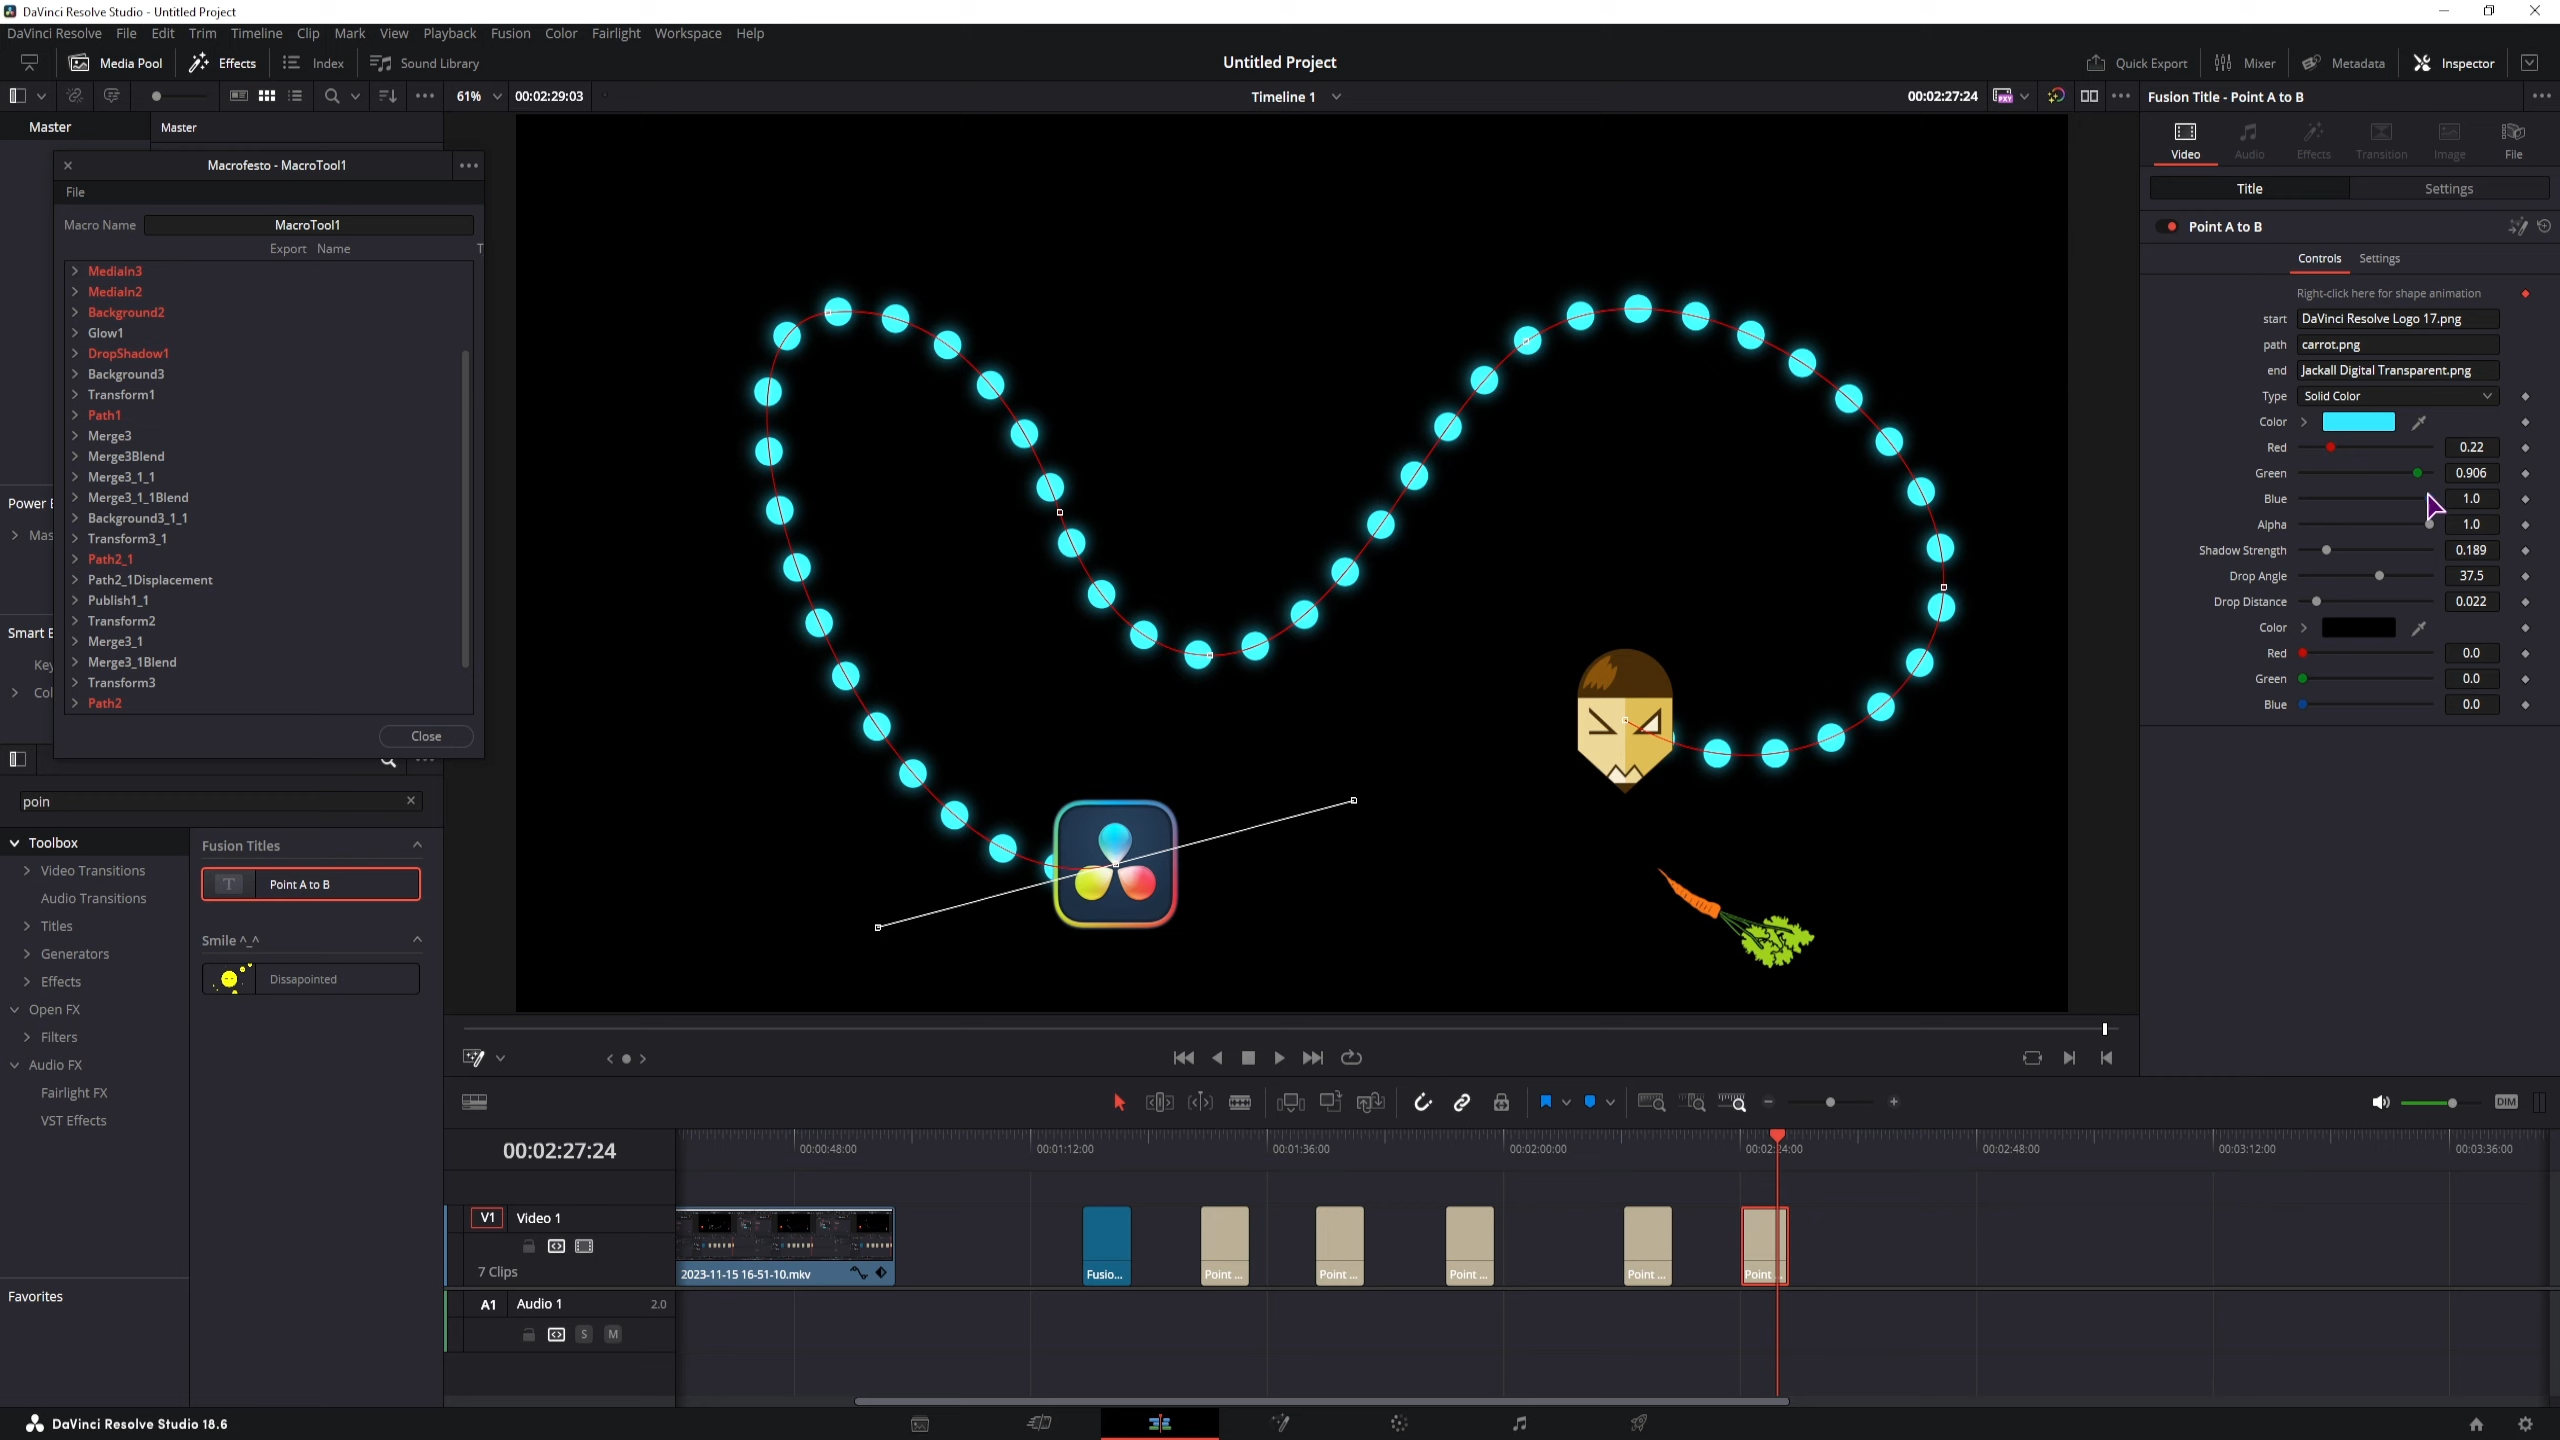 DaVinci Resolve Studio - Untitled Project
DaVinci Resolve File Edit Trim Timeline Clip Mark View Playback Fusion Color Fairlight Workspace Help
Media Pool Effects Index Sound Library Untitled Project Quick Export Mixer Metadata Inspector
61% 00:02:29:03 Timeline 1 00:02:27:24 Fusion Title - Point A to B
Master Master
Macrofesto - MacroTool1
File
Macro Name MacroTool1
Export Name T
MediaIn3
MediaIn2
Background2
Glow1
DropShadow1
Background3
Transform1
Path1
Merge3
Merge3Blend
Merge3_1_1
Merge3_1_1Blend
Background3_1_1
Transform3_1
Path2_1
Path2_1Displacement
Publish1_1
Transform2
Merge3_1
Merge3_1Blend
Transform3
Path2
Close
Power
Mas
Smart
Key
Col
Video Audio Effects Transition Image File
Title Settings
Point A to B
Controls Settings
Right-click here for shape animation
start DaVinci Resolve Logo 17.png
path carrot.png
end Jackall Digital Transparent.png
Type Solid Color
Color
Red 0.22
Green 0.906
Blue 1.0
Alpha 1.0
Shadow Strength 0.189
Drop Angle 37.5
Drop Distance 0.022
Color
Red 0.0
Green 0.0
Blue 0.0
poin
Toolbox
Video Transitions
Audio Transitions
Titles
Generators
Effects
Open FX
Filters
Audio FX
Fairlight FX
VST Effects
Favorites
Fusion Titles
T Point A to B
Smile ^_^
Dissapointed
DIM
00:02:27:24 00:00:48:00 00:01:12:00 00:01:36:00 00:02:00:00 00:02:24:00 00:02:48:00 00:03:12:00 00:03:36:00
V1 Video 1
7 Clips
2023-11-15 16-51-10.mkv Fusio... Point ... Point ... Point ... Point ... Point
A1 Audio 1 2.0
S M
DaVinci Resolve Studio 18.6